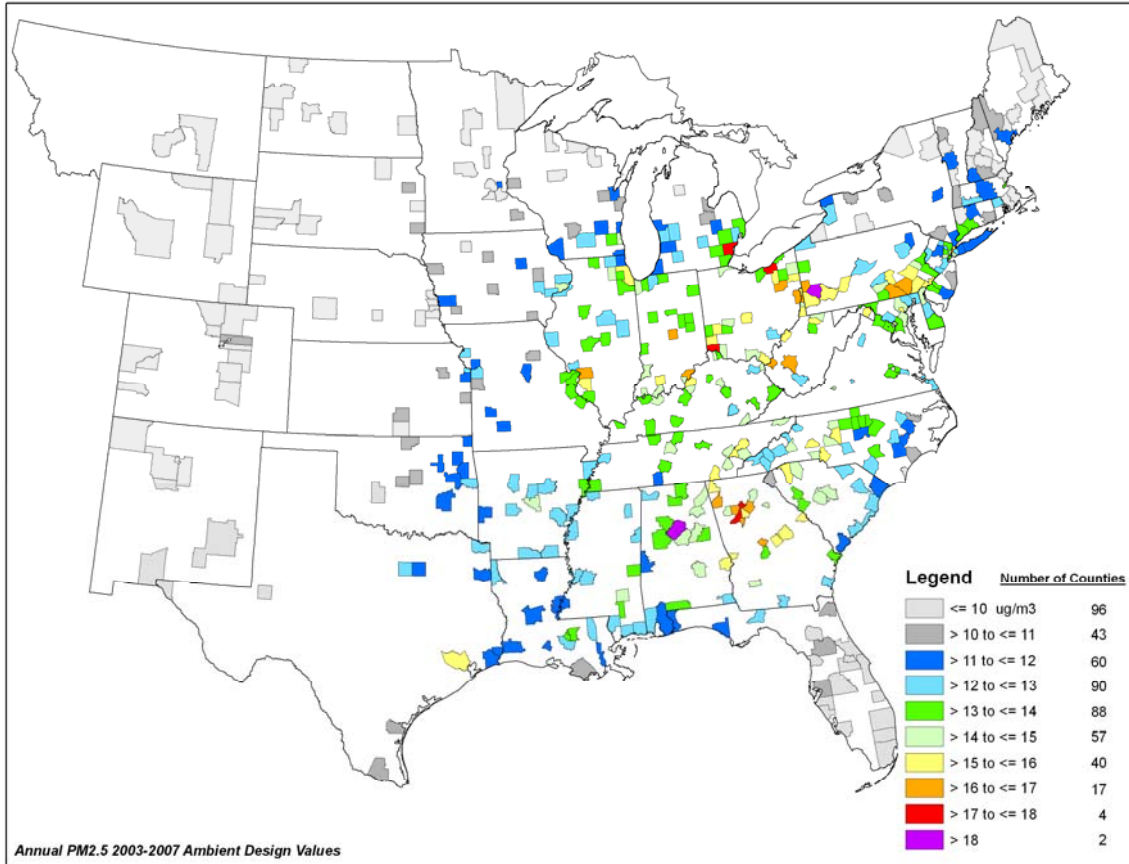 Legend Number of Counties
<= 10 ug/m3 96
> 10 to <= 11 43
> 11 to <= 12 60
> 12 to <= 13 90
> 13 to <= 14 88
> 14 to <= 15 57
> 15 to <= 16 40
> 16 to <= 17 17
> 17 to <= 18 4
> 18 2
Annual PM2.5 2003-2007 Ambient Design Values